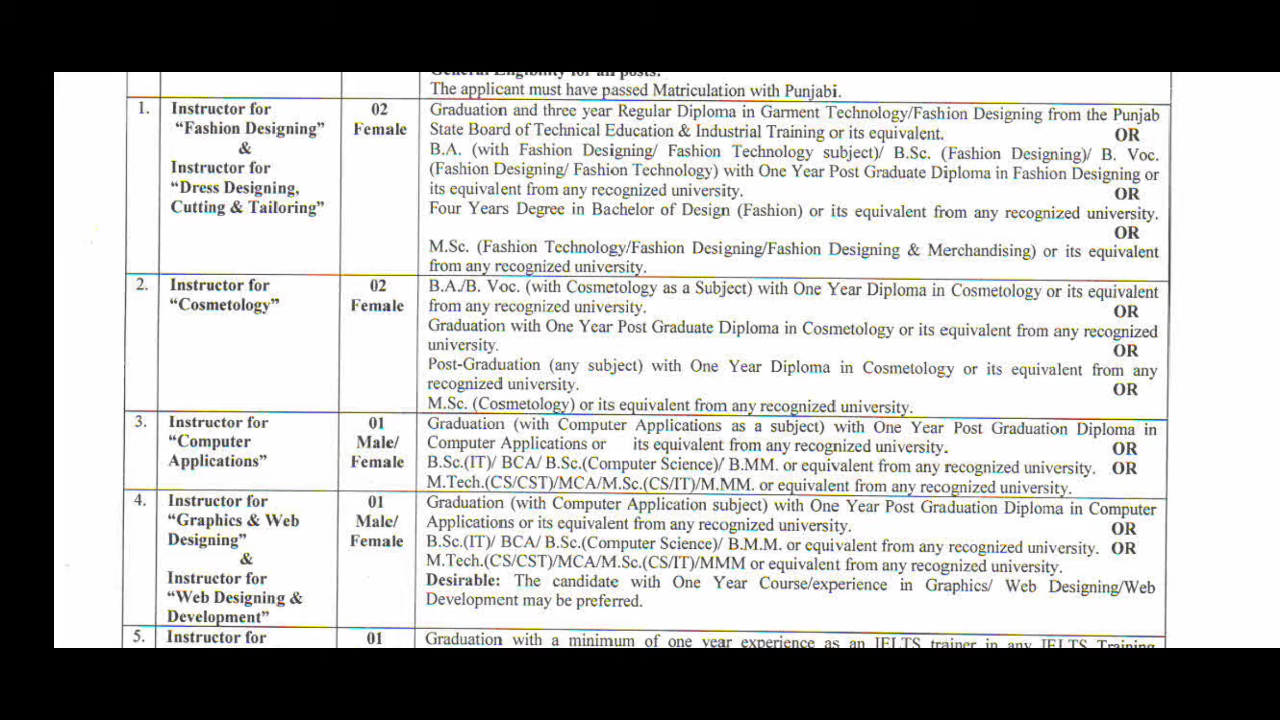 General Eligibility for all posts:
The applicant must have passed Matriculation with Punjabi.
1. Instructor for
“Fashion Designing”
&
Instructor for
“Dress Designing,
Cutting & Tailoring”
02
Female
Graduation and three year Regular Diploma in Garment Technology/Fashion Designing from the Punjab
State Board of Technical Education & Industrial Training or its equivalent. OR
B.A. (with Fashion Designing/ Fashion Technology subject)/ B.Sc. (Fashion Designing)/ B. Voc.
(Fashion Designing/ Fashion Technology) with One Year Post Graduate Diploma in Fashion Designing or
its equivalent from any recognized university. OR
Four Years Degree in Bachelor of Design (Fashion) or its equivalent from any recognized university.
OR
M.Sc. (Fashion Technology/Fashion Designing/Fashion Designing & Merchandising) or its equivalent
from any recognized university.
2. Instructor for
“Cosmetology”
02
Female
B.A./B. Voc. (with Cosmetology as a Subject) with One Year Diploma in Cosmetology or its equivalent
from any recognized university. OR
Graduation with One Year Post Graduate Diploma in Cosmetology or its equivalent from any recognized
university. OR
Post-Graduation (any subject) with One Year Diploma in Cosmetology or its equivalent from any
recognized university. OR
M.Sc. (Cosmetology) or its equivalent from any recognized university.
3. Instructor for
“Computer
Applications”
01
Male/
Female
Graduation (with Computer Applications as a subject) with One Year Post Graduation Diploma in
Computer Applications or its equivalent from any recognized university. OR
B.Sc.(IT)/ BCA/ B.Sc.(Computer Science)/ B.MM. or equivalent from any recognized university. OR
M.Tech.(CS/CST)/MCA/M.Sc.(CS/IT)/M.MM. or equivalent from any recognized university.
4. Instructor for
“Graphics & Web
Designing”
&
Instructor for
“Web Designing &
Development”
01
Male/
Female
Graduation (with Computer Application subject) with One Year Post Graduation Diploma in Computer
Applications or its equivalent from any recognized university. OR
B.Sc.(IT)/ BCA/ B.Sc.(Computer Science)/ B.M.M. or equivalent from any recognized university. OR
M.Tech.(CS/CST)/MCA/M.Sc.(CS/IT)/MMM or equivalent from any recognized university.
Desirable: The candidate with One Year Course/experience in Graphics/ Web Designing/Web
Development may be preferred.
5. Instructor for
01
Graduation with a minimum of one year experience as an IELTS trainer in any IELTS Training